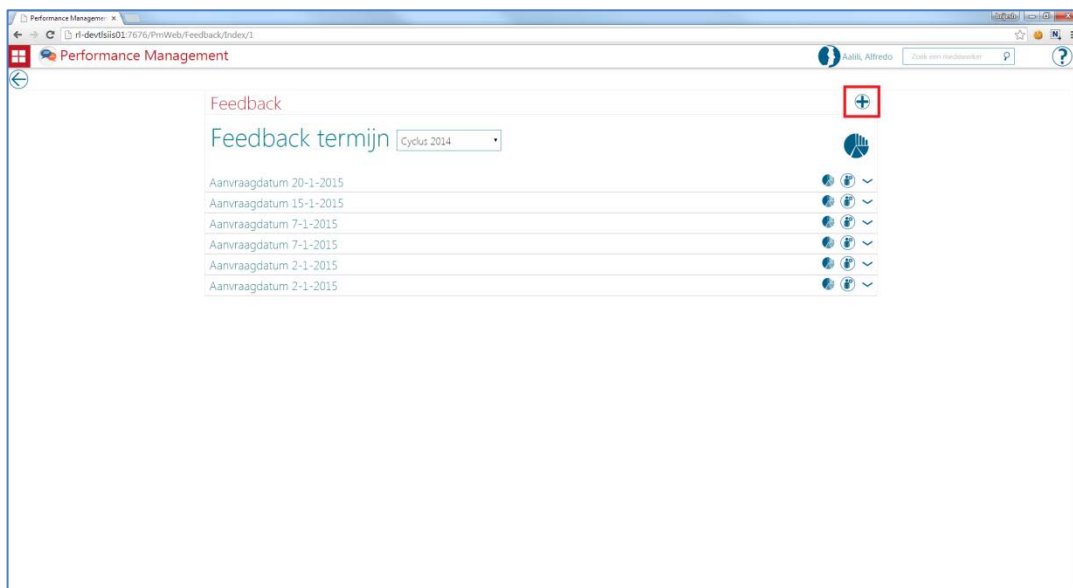 Performance Managemen
rl-devtlsiis01:7676/PmWeb/Feedback/Index/1
Performance Management
Aalili, Alfredo
Zoek een medewerker
Feedback
Feedback termijn
Cyclus 2014
Aanvraagdatum 20-1-2015
Aanvraagdatum 15-1-2015
Aanvraagdatum 7-1-2015
Aanvraagdatum 7-1-2015
Aanvraagdatum 2-1-2015
Aanvraagdatum 2-1-2015